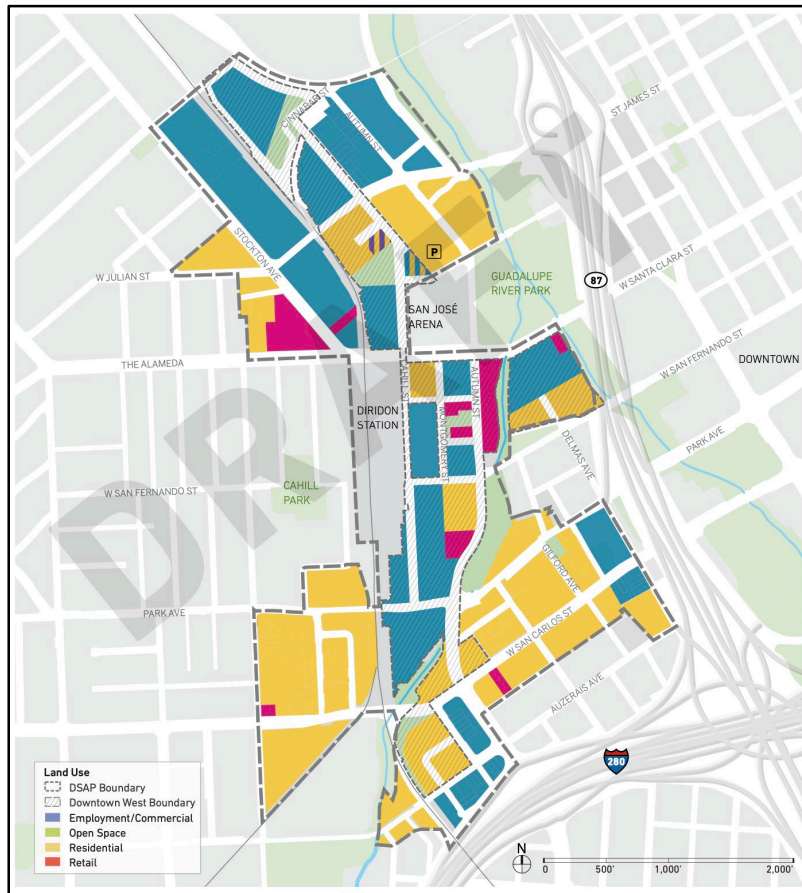 CINNABAR ST
AUTUMN ST
ST JAMES ST
STOCKTON AVE
P
W JULIAN ST
GUADALUPE
RIVER PARK
87
W SANTA CLARA ST
SAN JOSÉ
ARENA
W SAN FERNANDO ST
THE ALAMEDA
DOWNTOWN
CAHILL ST
AUTUMN ST
DIRIDON
STATION
MONTGOMERY ST
DELMAS AVE
PARK AVE
W SAN FERNANDO ST
CAHILL
PARK
GILFORD AVE
PARK AVE
W SAN CARLOS ST
AUZERAIS AVE
280
DRAFT
Land Use
DSAP Boundary
Downtown West Boundary
Employment/Commercial
Open Space
Residential
Retail
N
0 500' 1,000' 2,000'